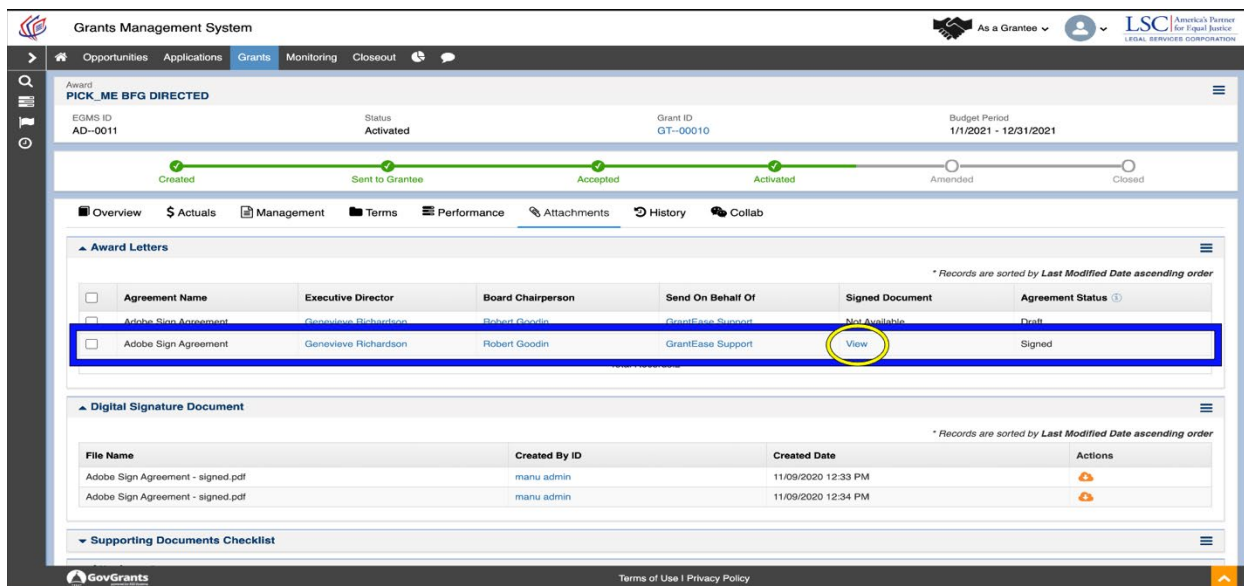 Grants Management System
As a Grantee
LSC America's Partner for Equal Justice
LEGAL SERVICES CORPORATION
Opportunities Applications Grants Monitoring Closeout
Award
PICK_ME BFG DIRECTED
EGMS ID Status Grant ID Budget Period
AD--0011 Activated GT--00010 1/1/2021 - 12/31/2021
Created Sent to Grantee Accepted Activated Amended Closed
Overview $ Actuals Management Terms Performance Attachments History Collab
Award Letters
* Records are sorted by Last Modified Date ascending order
Agreement Name Executive Director Board Chairperson Send On Behalf Of Signed Document Agreement Status
Adobe Sign Agreement Genevieve Richardson Robert Goodin GrantEase Support Not Available Draft
Adobe Sign Agreement Genevieve Richardson Robert Goodin GrantEase Support View Signed
Digital Signature Document
* Records are sorted by Last Modified Date ascending order
File Name Created By ID Created Date Actions
Adobe Sign Agreement - signed.pdf manu admin 11/09/2020 12:33 PM
Adobe Sign Agreement - signed.pdf manu admin 11/09/2020 12:34 PM
Supporting Documents Checklist
GovGrants Terms of Use | Privacy Policy